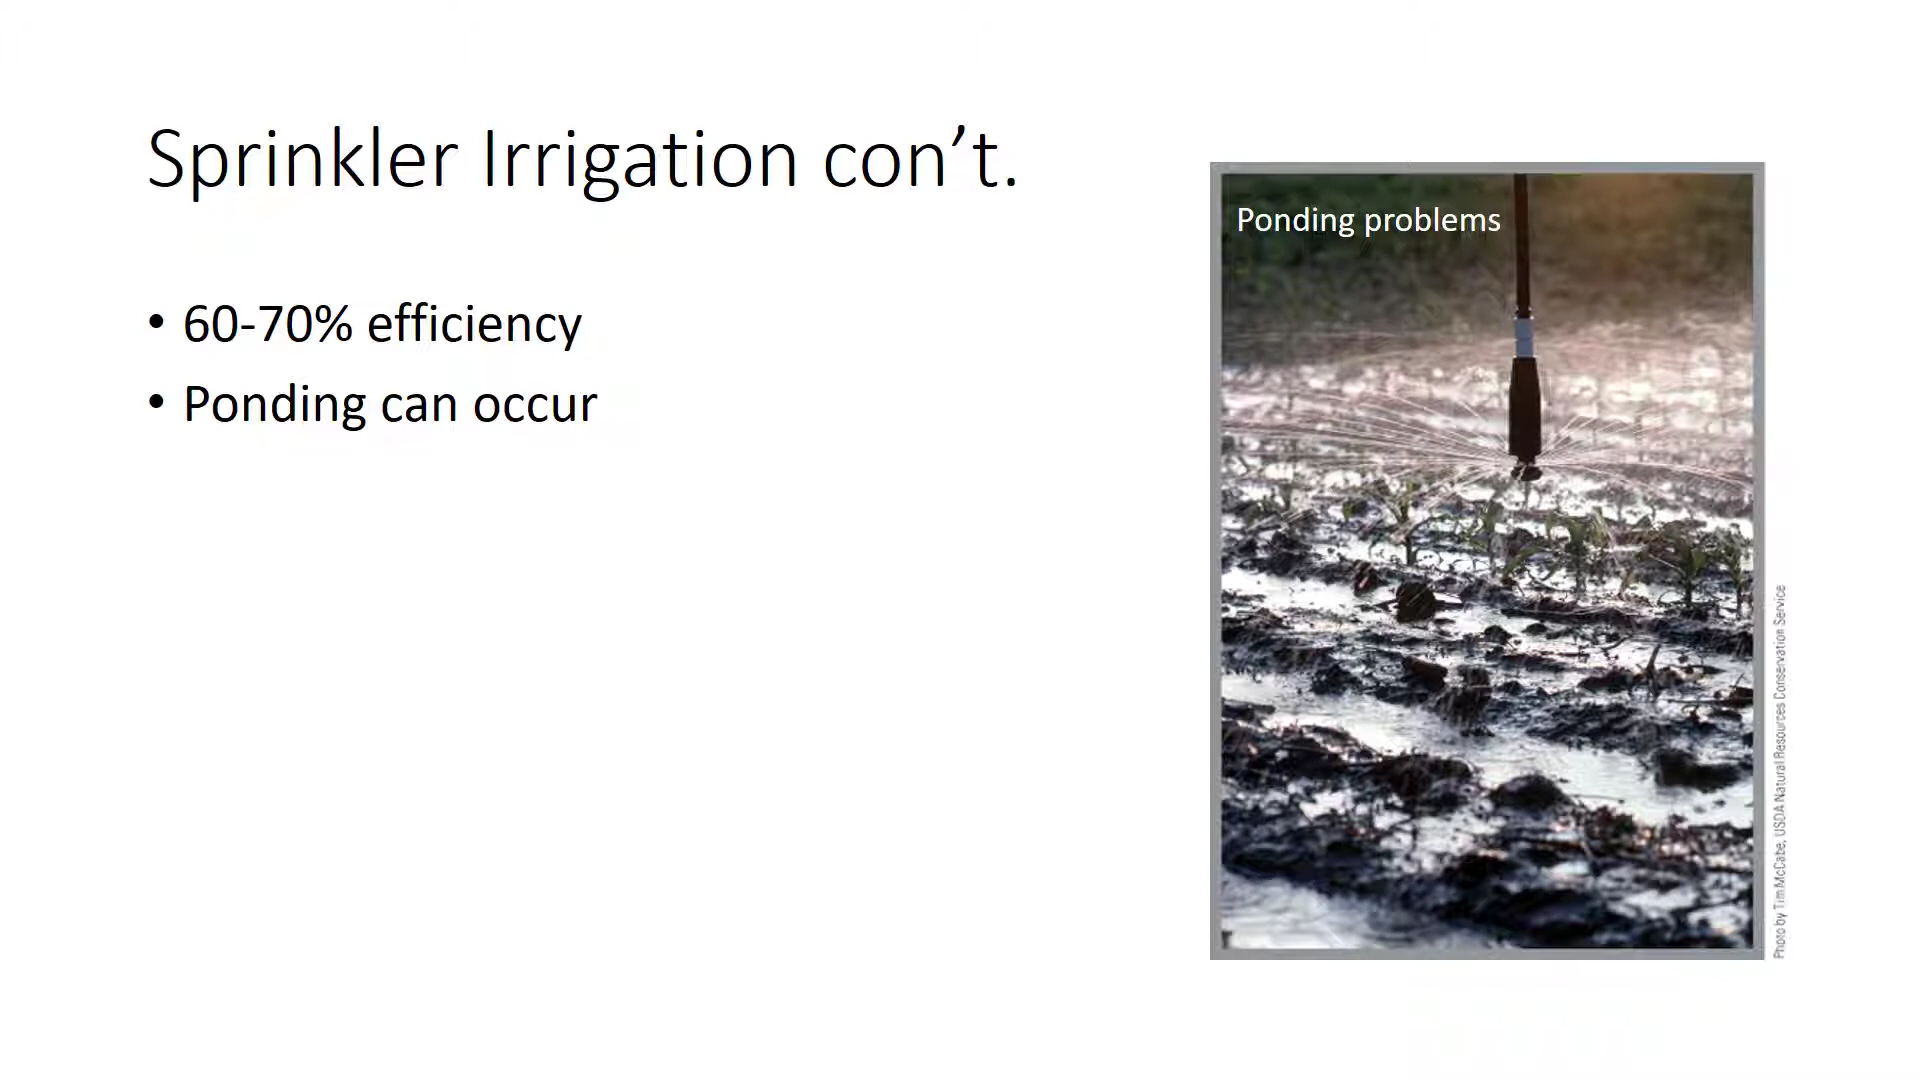 Sprinkler Irrigation con’t.
• 60-70% efficiency
• Ponding can occur
Ponding problems
Photo by Tim McCabe, USDA Natural Resources Conservation Service